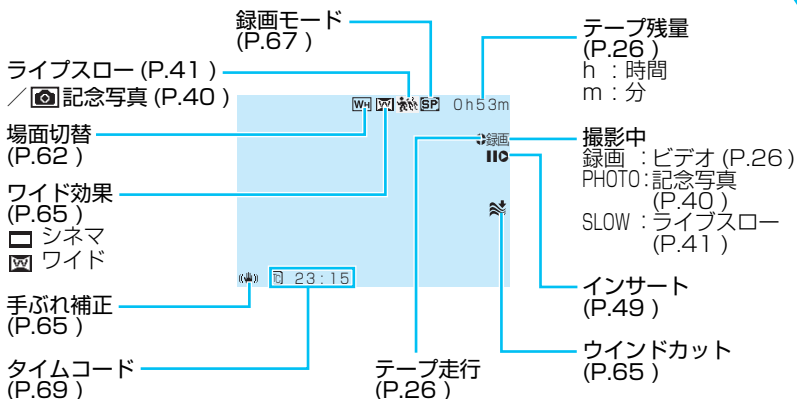 録画モード
(P.67 )
テープ残量
(P.26 )
h : 時間
m : 分
ライブスロー (P.41 )
／記念写真 (P.40 )
場面切替
(P.62 )
ワイド効果
(P.65 )
シネマ
W ワイド
手ぶれ補正
(P.65 )
タイムコード
(P.69 )
WH W SP 0h53m
録画
23:15
テープ走行
(P.26 )
撮影中
録画 :ビデオ (P.26 )
PHOTO:記念写真
(P.40 )
SLOW :ライブスロー
(P.41 )
インサート
(P.49 )
ウインドカット
(P.65 )